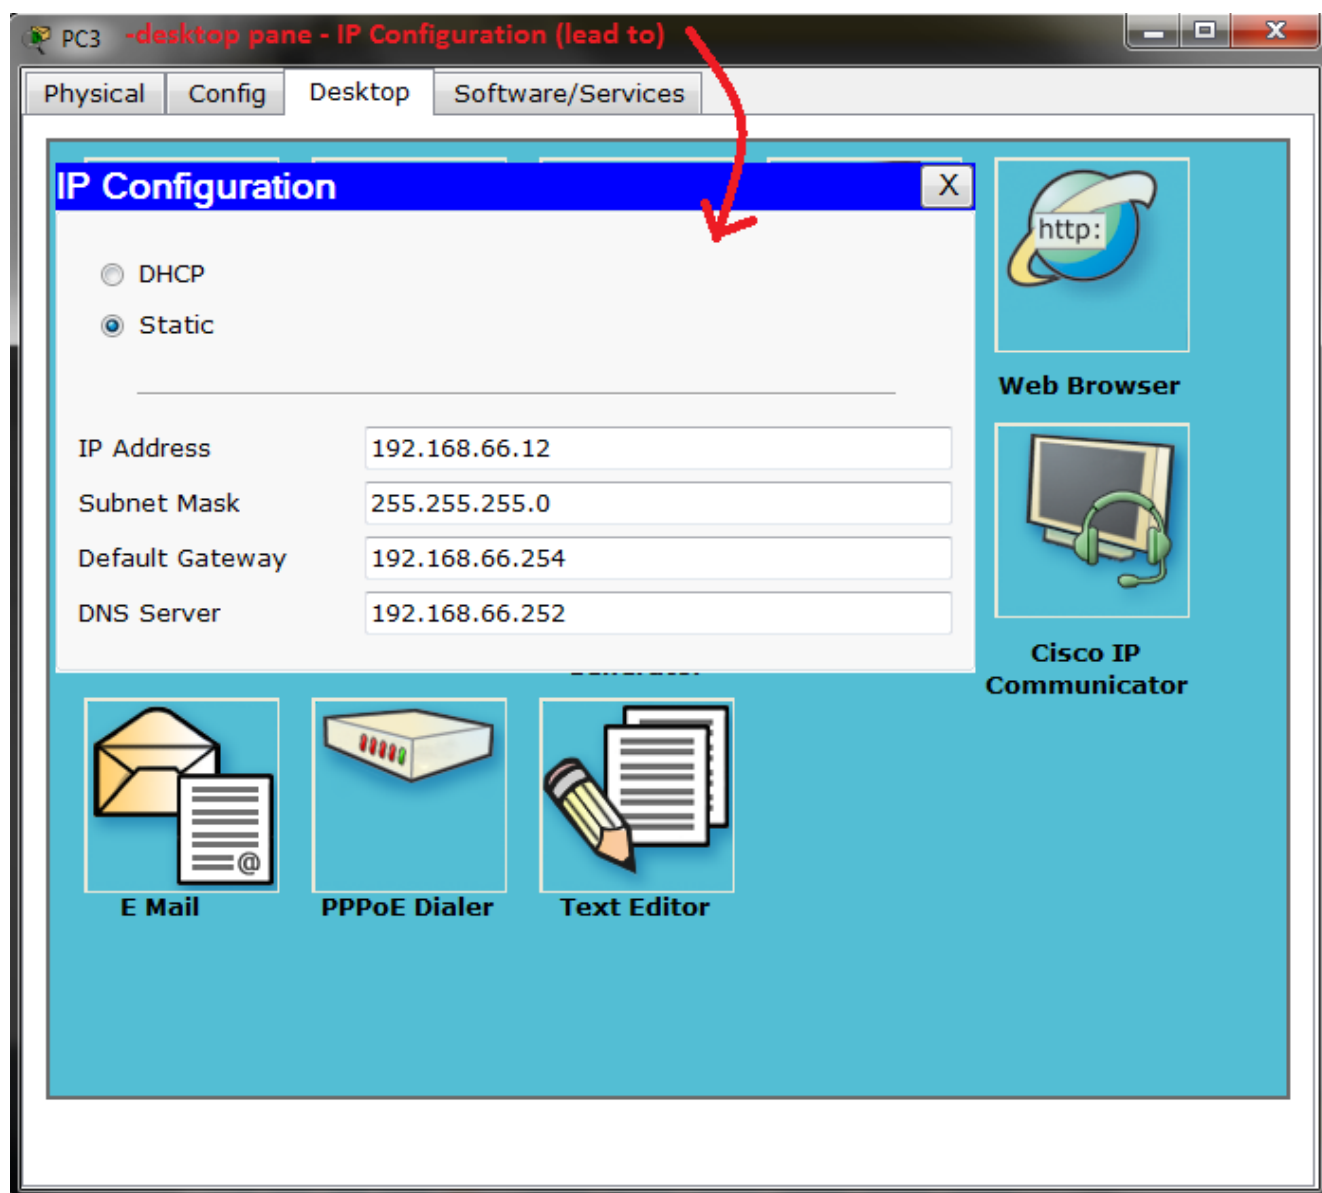 PC3 -desktop pane - IP Configuration (lead to)
Physical Config Desktop Software/Services
IP Configuration X
http:
DHCP
Static
Web Browser
IP Address 192.168.66.12
Subnet Mask 255.255.255.0
Default Gateway 192.168.66.254
DNS Server 192.168.66.252
Cisco IP
Communicator
@
E Mail PPPoE Dialer Text Editor